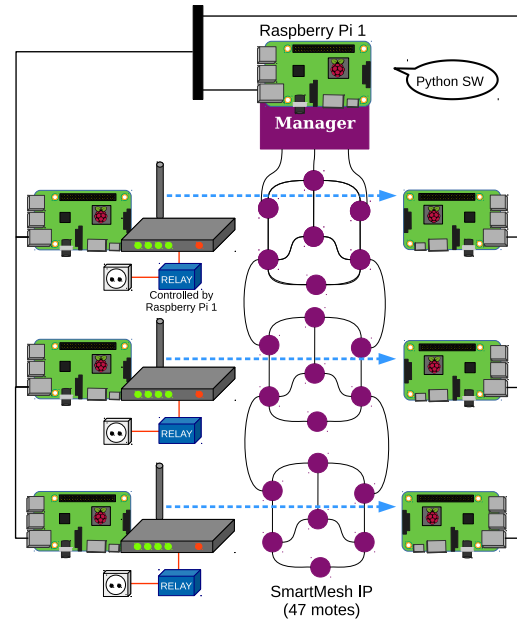 Raspberry Pi 1
Python SW
Manager
RELAY
Controlled by
Raspberry Pi 1
RELAY
RELAY
SmartMesh IP
(47 motes)